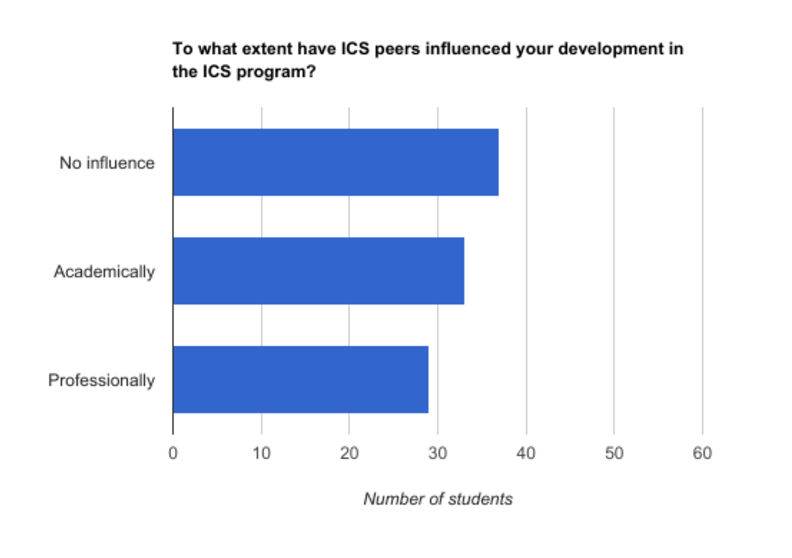 To what extent have ICS peers influenced your development in
the ICS program?
No influence
Academically
Professionally
0 10 20 30 40 50 60
Number of students